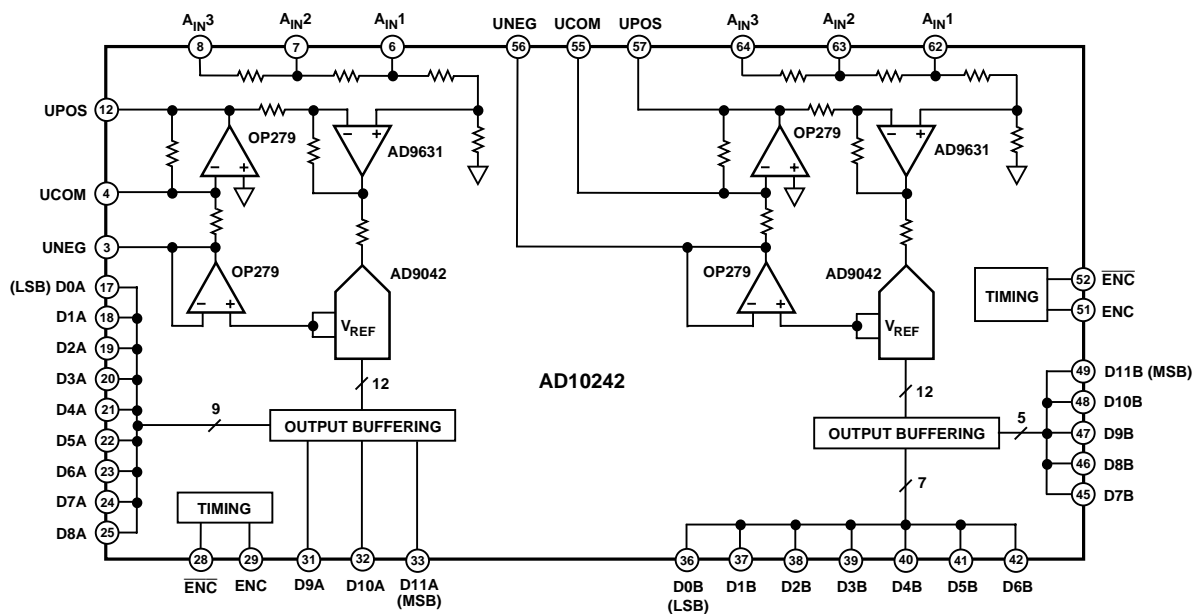 AIN3 AIN2 AIN1 UNEG UCOM UPOS AIN3 AIN2 AIN1
8 7 6 56 55 57 64 63 62
UPOS 12
OP279 AD9631 OP279 AD9631
− + − + − + − +
UCOM 4
UNEG 3
OP279 AD9042 OP279 AD9042
− + − +
VREF VREF
(LSB) D0A 17
D1A 18
D2A 19
D3A 20
D4A 21
D5A 22
D6A 23
D7A 24
D8A 25
TIMING
52 ENC
51 ENC
AD10242
12 12
9 OUTPUT BUFFERING
OUTPUT BUFFERING 5
7
49 D11B (MSB)
48 D10B
47 D9B
46 D8B
45 D7B
TIMING
28 29 31 32 33 36 37 38 39 40 41 42
ENC ENC D9A D10A D11A D0B D1B D2B D3B D4B D5B D6B
(MSB) (LSB)